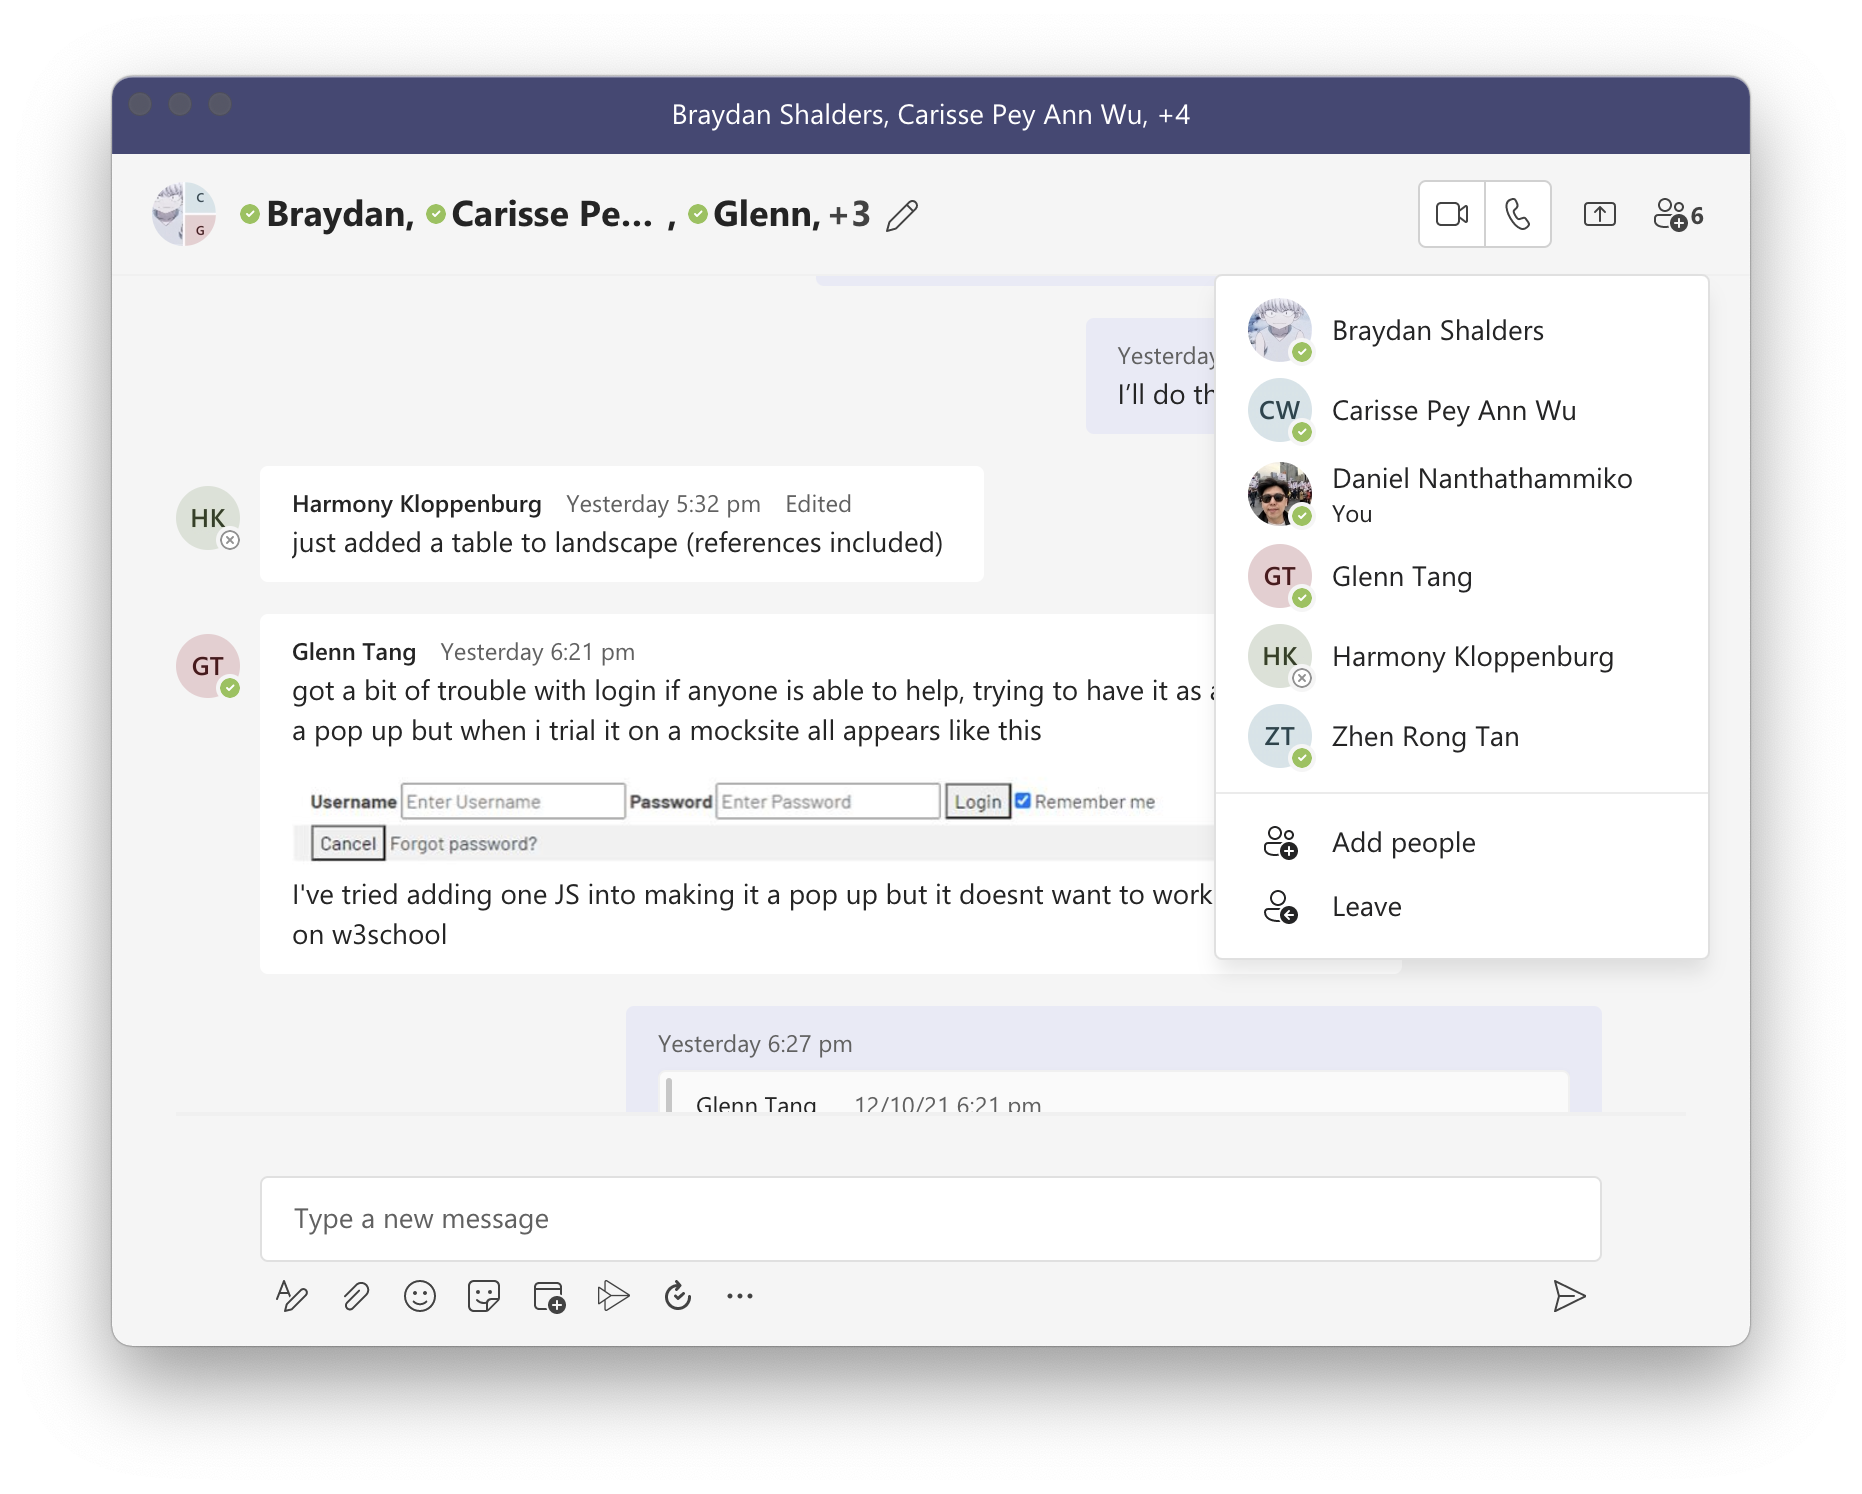 Braydan Shalders, Carisse Pey Ann Wu, +4
C
G
Braydan, Carisse Pe... , Glenn, +3
6
Yesterday
I'll do
Harmony Kloppenburg Yesterday 5:32 pm Edited
HK
just added a table to landscape (references included)
Glenn Tang Yesterday 6:21 pm
GT
got a bit of trouble with login if anyone is able to help, trying to have it as
a pop up but when i trial it on a mocksite all appears like this
Username Enter Username Password Enter Password Login Remember me
Cancel Forgot password?
I've tried adding one JS into making it a pop up but it doesnt want to work
on w3school
Yesterday 6:27 pm
Glenn Tang 12/10/21 6:21 pm
Type a new message
Braydan Shalders
CW Carisse Pey Ann Wu
Daniel Nanthathammiko
You
GT Glenn Tang
HK Harmony Kloppenburg
ZT Zhen Rong Tan
Add people
Leave